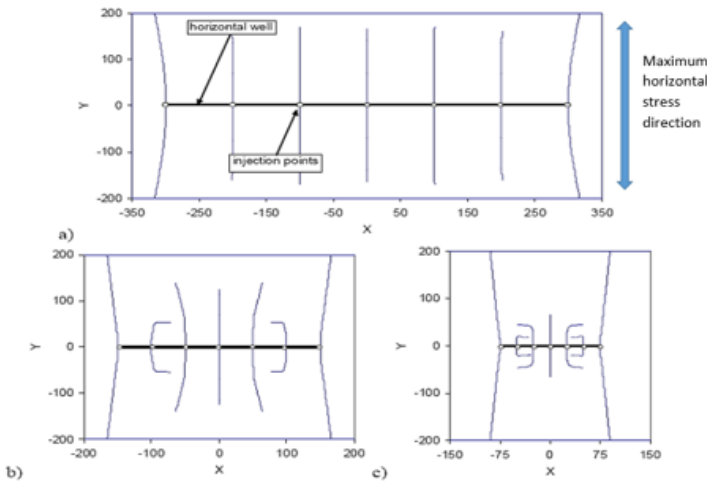 200
horizontal well
100
Y
0
-100
injection points
-200
-350
-250
-150
-50
50
150
250
350
X
a)
Maximum
horizontal
stress
direction
200
100
Y
0
-100
-200
-200
-100
0
100
200
X
b)
200
100
Y
0
-100
-200
-150
-75
0
75
150
X
c)